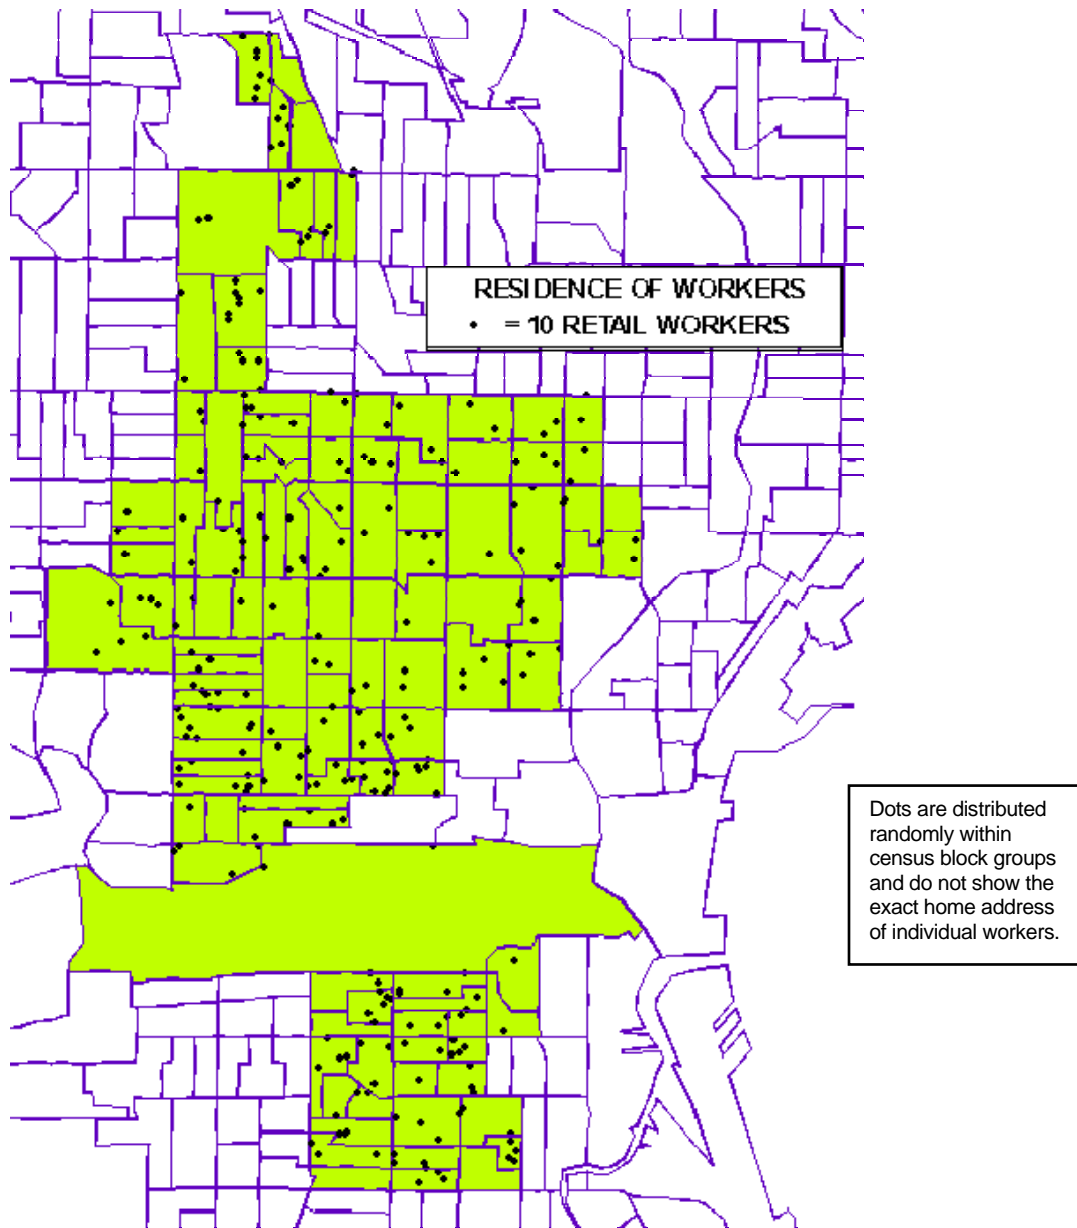 RESIDENCE OF WORKERS
• = 10 RETAIL WORKERS
Dots are distributed
randomly within
census block groups
and do not show the
exact home address
of individual workers.